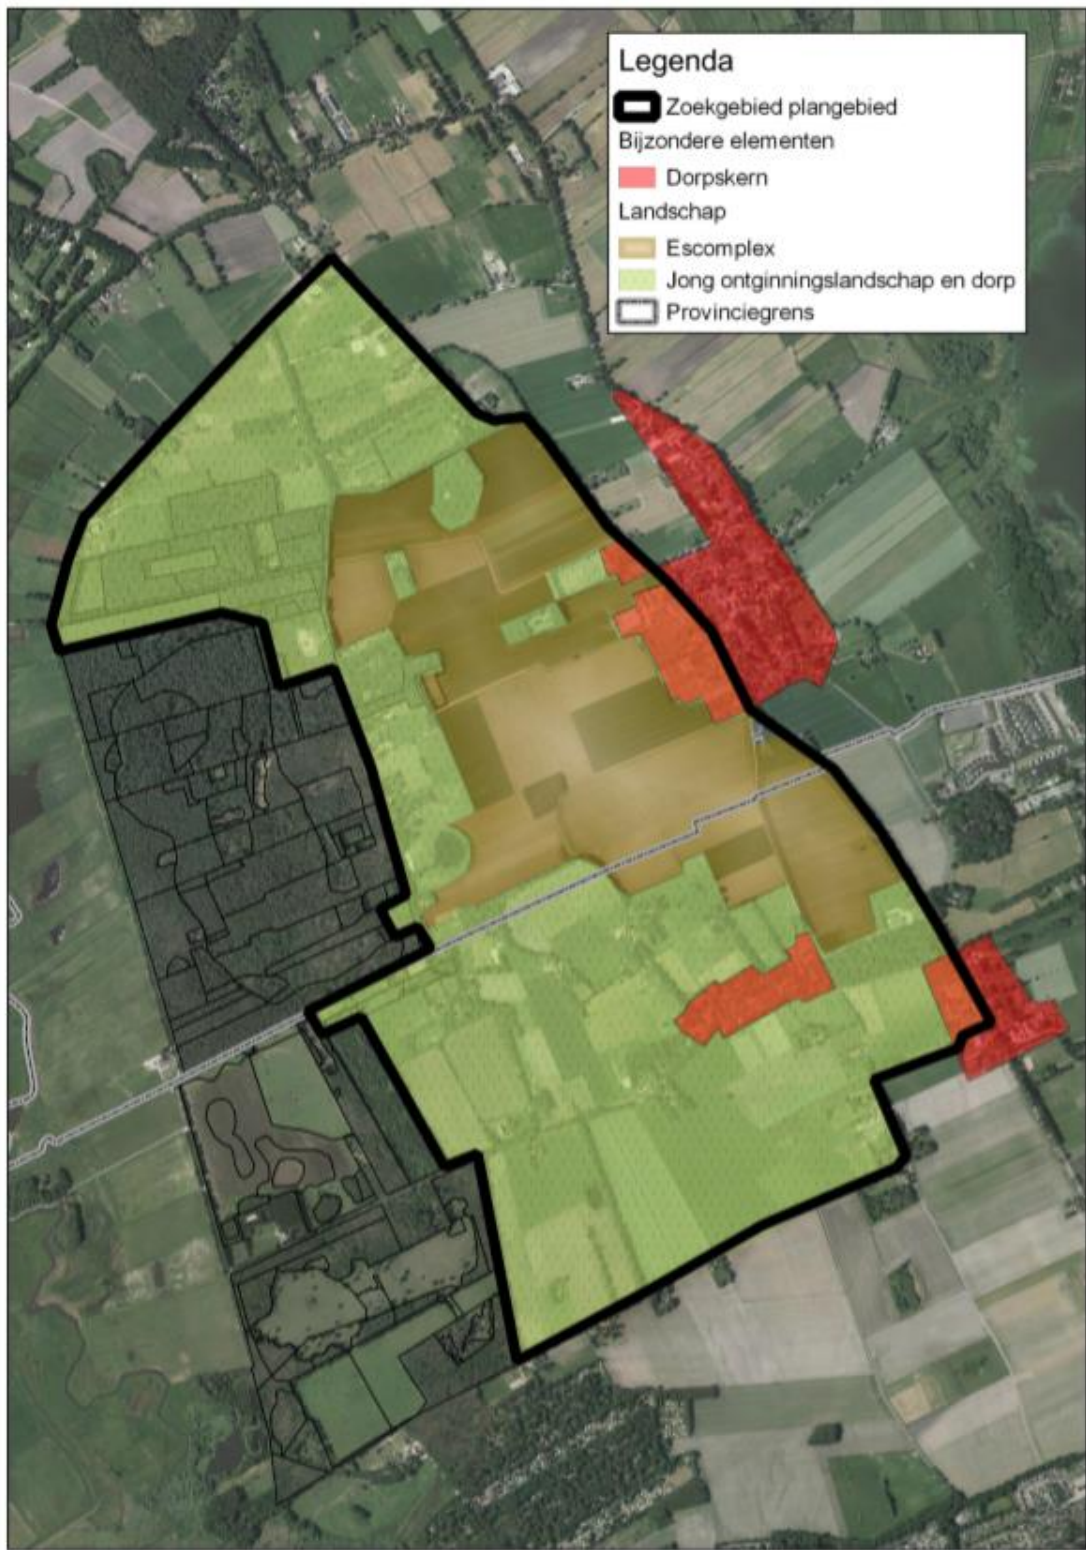 Legenda
Zoekgebied plangebied
Bijzondere elementen
Dorpskern
Landschap
Escomplex
Jong ontginningslandschap en dorp
Provinciegrens